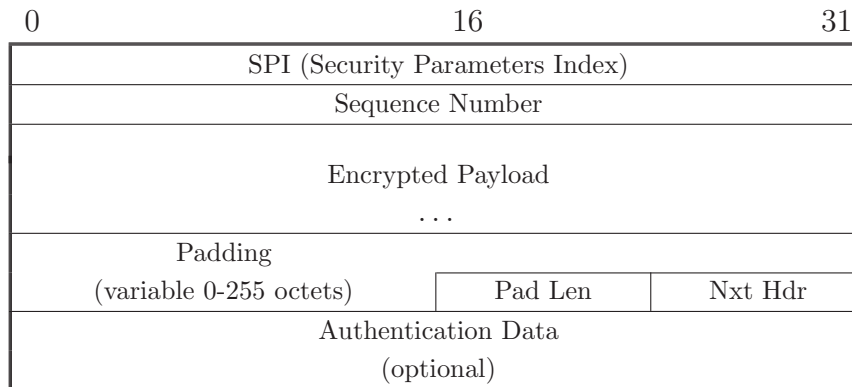 0 16 31
SPI (Security Parameters Index)
Sequence Number
Encrypted Payload
...
Padding
(variable 0-255 octets) Pad Len Nxt Hdr
Authentication Data
(optional)